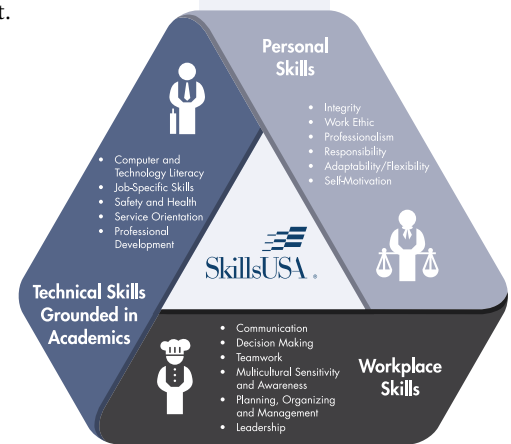 t.
Personal
Skills
• Integrity
• Work Ethic
• Professionalism
• Responsibility
• Adaptability/Flexibility
• Self-Motivation
• Computer and
Technology Literacy
• Job-Specific Skills
• Safety and Health
• Service Orientation
• Professional
Development
Technical Skills
Grounded in
Academics
SkillsUSA®
• Communication
• Decision Making
• Teamwork
• Multicultural Sensitivity
and Awareness
• Planning, Organizing
and Management
• Leadership
Workplace
Skills